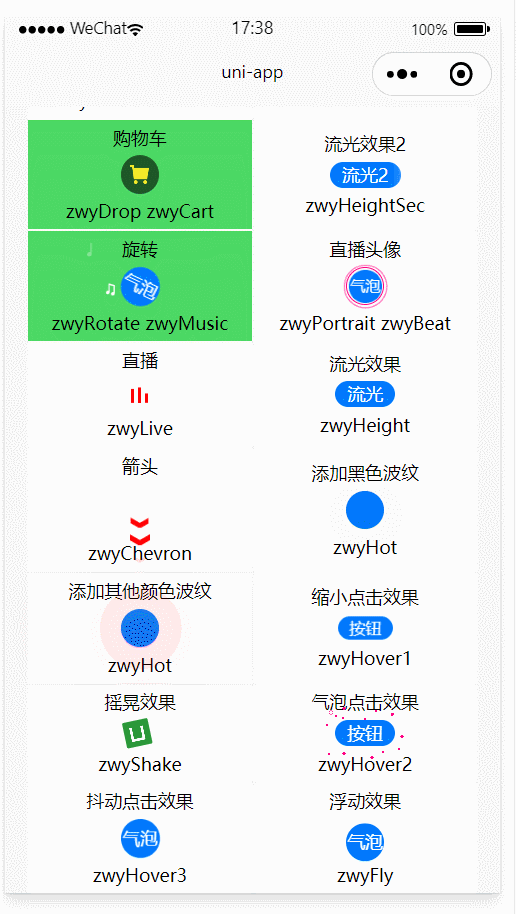 WeChat 17:38 100%
uni-app
购物车
zwyDrop zwyCart
流光效果2
流光2
zwyHeightSec
旋转
气泡
zwyRotate zwyMusic
直播头像
气泡
zwyPortrait zwyBeat
直播
zwyLive
流光效果
流光
zwyHeight
箭头
zwyChevron
添加黑色波纹
zwyHot
添加其他颜色波纹
zwyHot
缩小点击效果
按钮
zwyHover1
摇晃效果
zwyShake
气泡点击效果
按钮
zwyHover2
抖动点击效果
气泡
zwyHover3
浮动效果
气泡
zwyFly